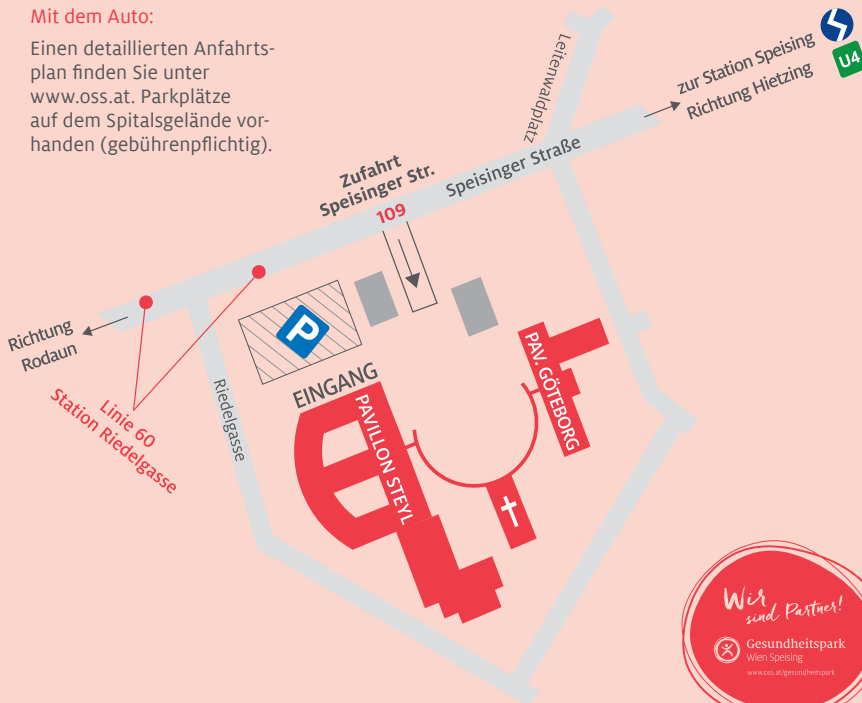 Mit dem Auto:
Einen detaillierten Anfahrts-
plan finden Sie unter
www.oss.at. Parkplätze
auf dem Spitalsgelände vor-
handen (gebührenpflichtig).
Leitenwaldplatz
zur Station Speising
Richtung Hietzing
U4
Zufahrt
Speisinger Str.
109
Speisinger Straße
Richtung
Rodaun
Linie 60
Station Riedelgasse
Riedelgasse
P
EINGANG
PAVILLON STEYL
PAV. GÖTEBORG
Wir
sind Partner!
Gesundheitspark
Wien Speising
www.oss.at/gesundheitspark